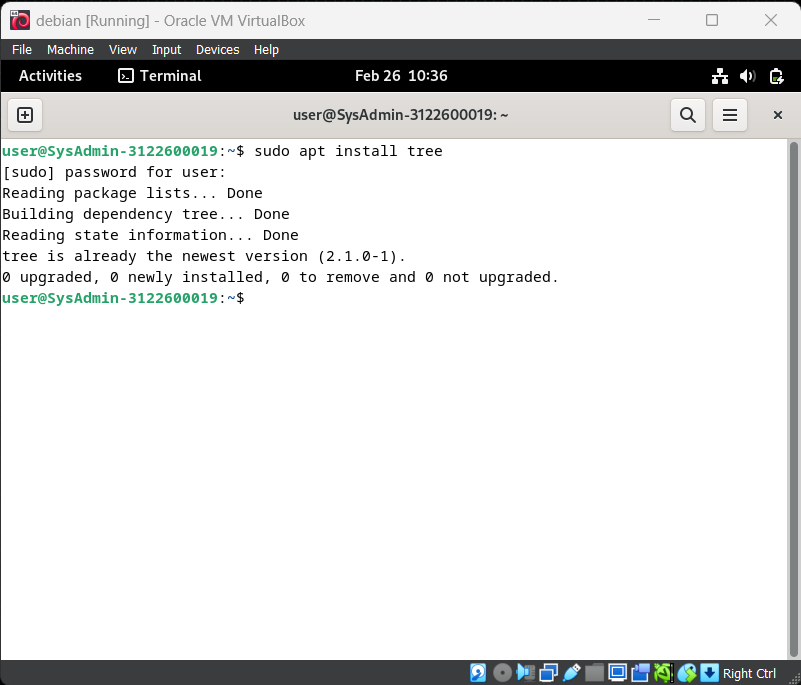 debian [Running] - Oracle VM VirtualBox
File Machine View Input Devices Help
Activities Terminal Feb 26 10:36
user@SysAdmin-3122600019: ~
user@SysAdmin-3122600019:~$ sudo apt install tree
[sudo] password for user:
Reading package lists... Done
Building dependency tree... Done
Reading state information... Done
tree is already the newest version (2.1.0-1).
0 upgraded, 0 newly installed, 0 to remove and 0 not upgraded.
user@SysAdmin-3122600019:~$
Right Ctrl